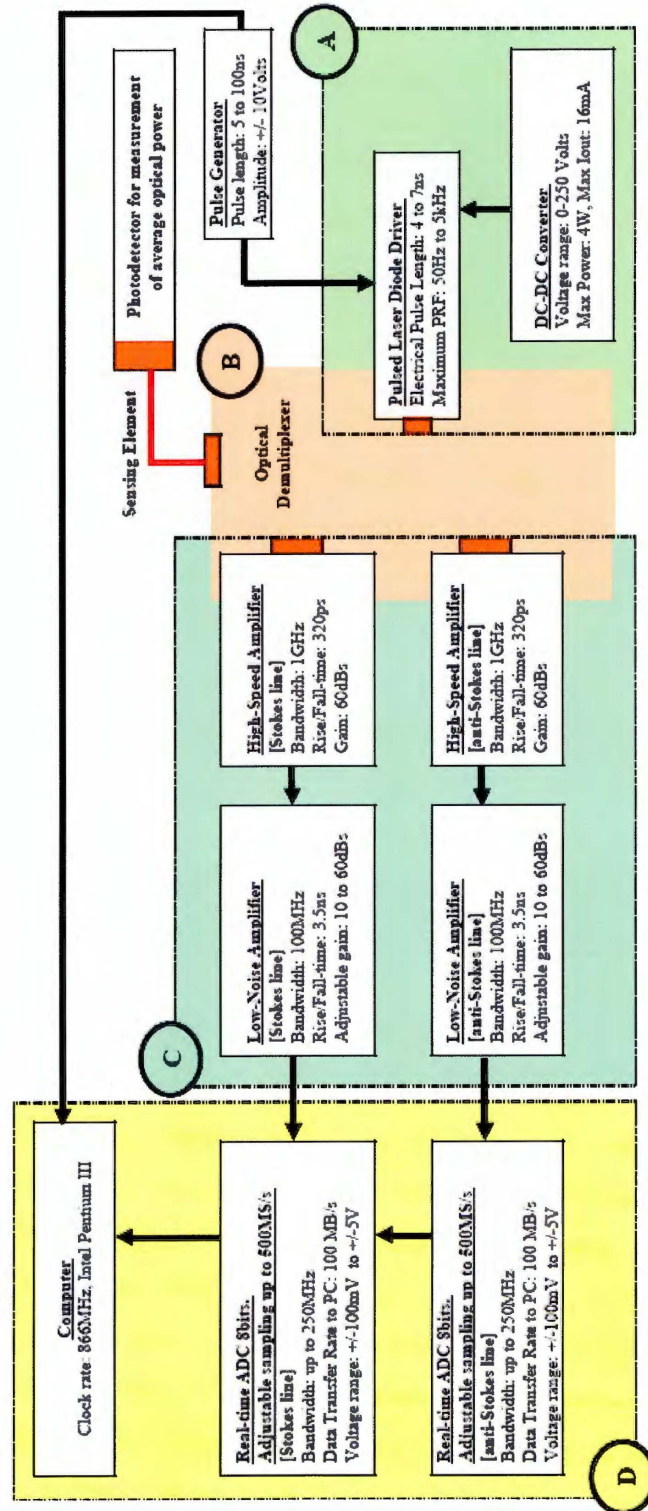 Computer
Clock rate: 866MHz, Intel Pentium III
Real-time ADC 8bits.
Adjustable sampling up to 500MS/s
[Stokes line]
Bandwidth: up to 250MHz
Data Transfer Rate to PC: 100 MB/s
Voltage range: +/-100mV to +/-5V
Real-time ADC 8bits.
Adjustable sampling up to 500MS/s
[anti-Stokes line]
Bandwidth: up to 250MHz
Data Transfer Rate to PC: 100 MB/s
Voltage range: +/-100mV to +/-5V
D
C
Low-Noise Amplifier
[Stokes line]
Bandwidth: 100MHz
Rise/Fall-time: 3.5ns
Adjustable gain: 10 to 60dBs
Low-Noise Amplifier
[anti-Stokes line]
Bandwidth: 100MHz
Rise/Fall-time: 3.5ns
Adjustable gain: 10 to 60dBs
High-Speed Amplifier
[Stokes line]
Bandwidth: 1GHz
Rise/Fall-time: 320ps
Gain: 60dBs
High-Speed Amplifier
[anti-Stokes line]
Bandwidth: 1GHz
Rise/Fall-time: 320ps
Gain: 60dBs
Sensing Element
Optical
Demultiplexer
B
Photodetector for measurement
of average optical power
Pulse Generator
Pulse length: 5 to 100ns
Amplitude: +/- 10Volts
A
Pulsed Laser Diode Driver
Electrical Pulse Length: 4 to 7ns
Maximum PRF: 50Hz to 5kHz
DC-DC Converter
Voltage range: 0-250 Volts
Max Power: 4W, Max Iout: 16mA